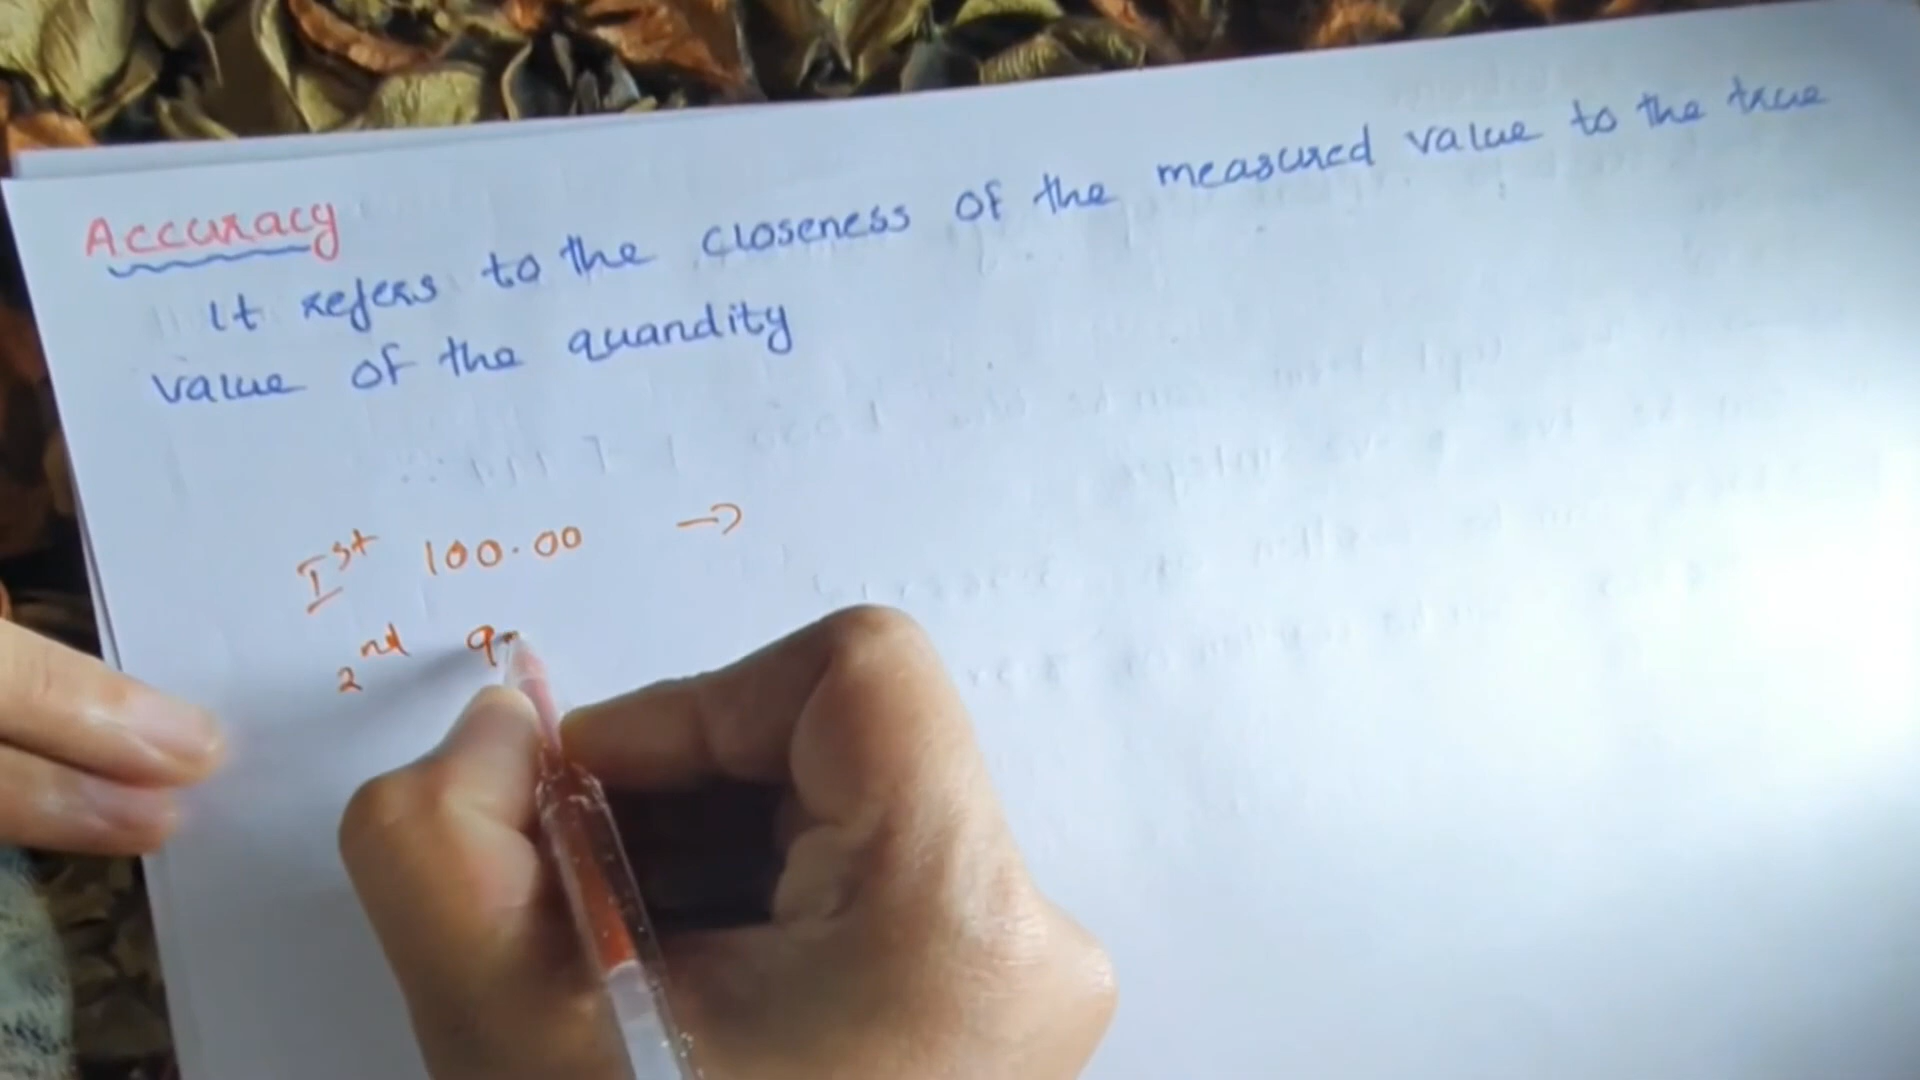 Accuracy
It refers to the closeness of the measured value to the true
value of the quandity
Ist 100.00 →
2nd 9